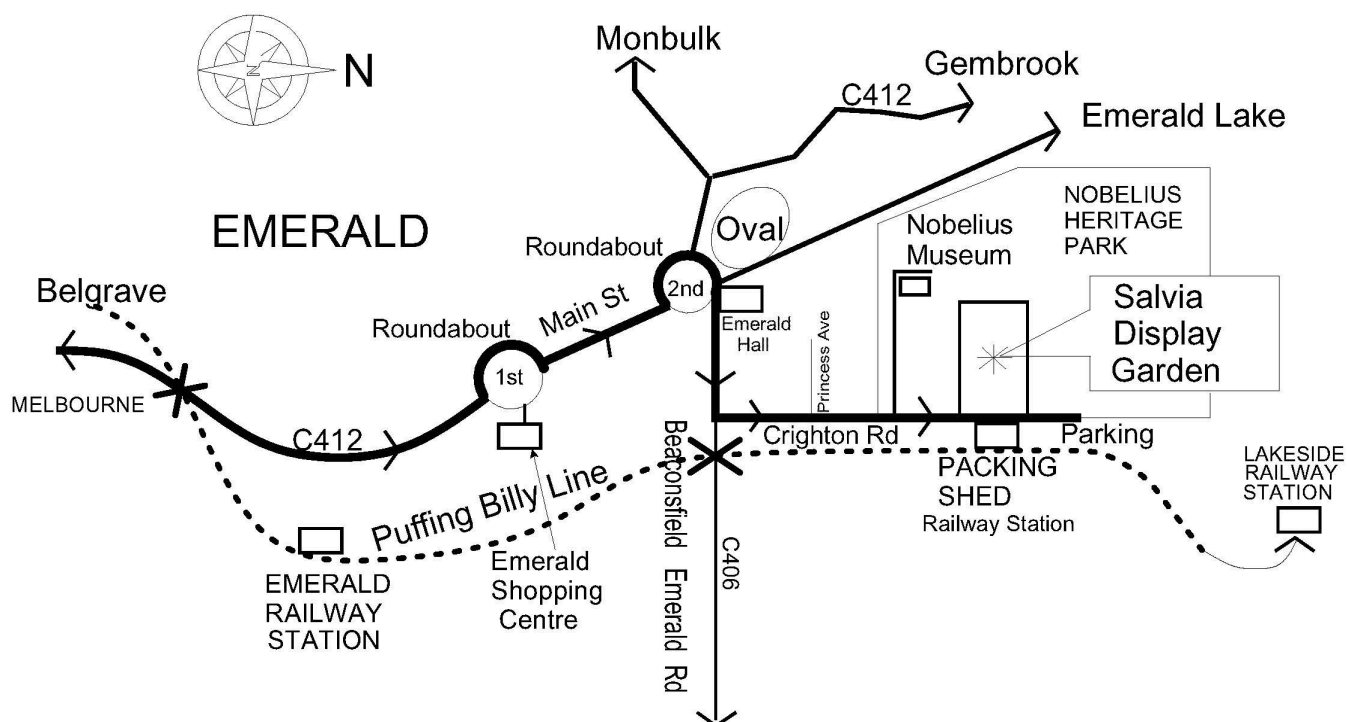 Monbulk
Gembrook
C412
N
Emerald Lake
EMERALD
NOBELIUS
HERITAGE
PARK
Oval
Nobelius
Museum
Roundabout
2nd
Belgrave
Main St
Emerald
Hall
Salvia
Display
Garden
Roundabout
1st
Princess Ave
MELBOURNE
C412
Crighton Rd
Parking
Beaconsfield Emerald Rd
C406
Puffing Billy Line
PACKING
SHED
Railway Station
LAKESIDE
RAILWAY
STATION
EMERALD
RAILWAY
STATION
Emerald
Shopping
Centre
N